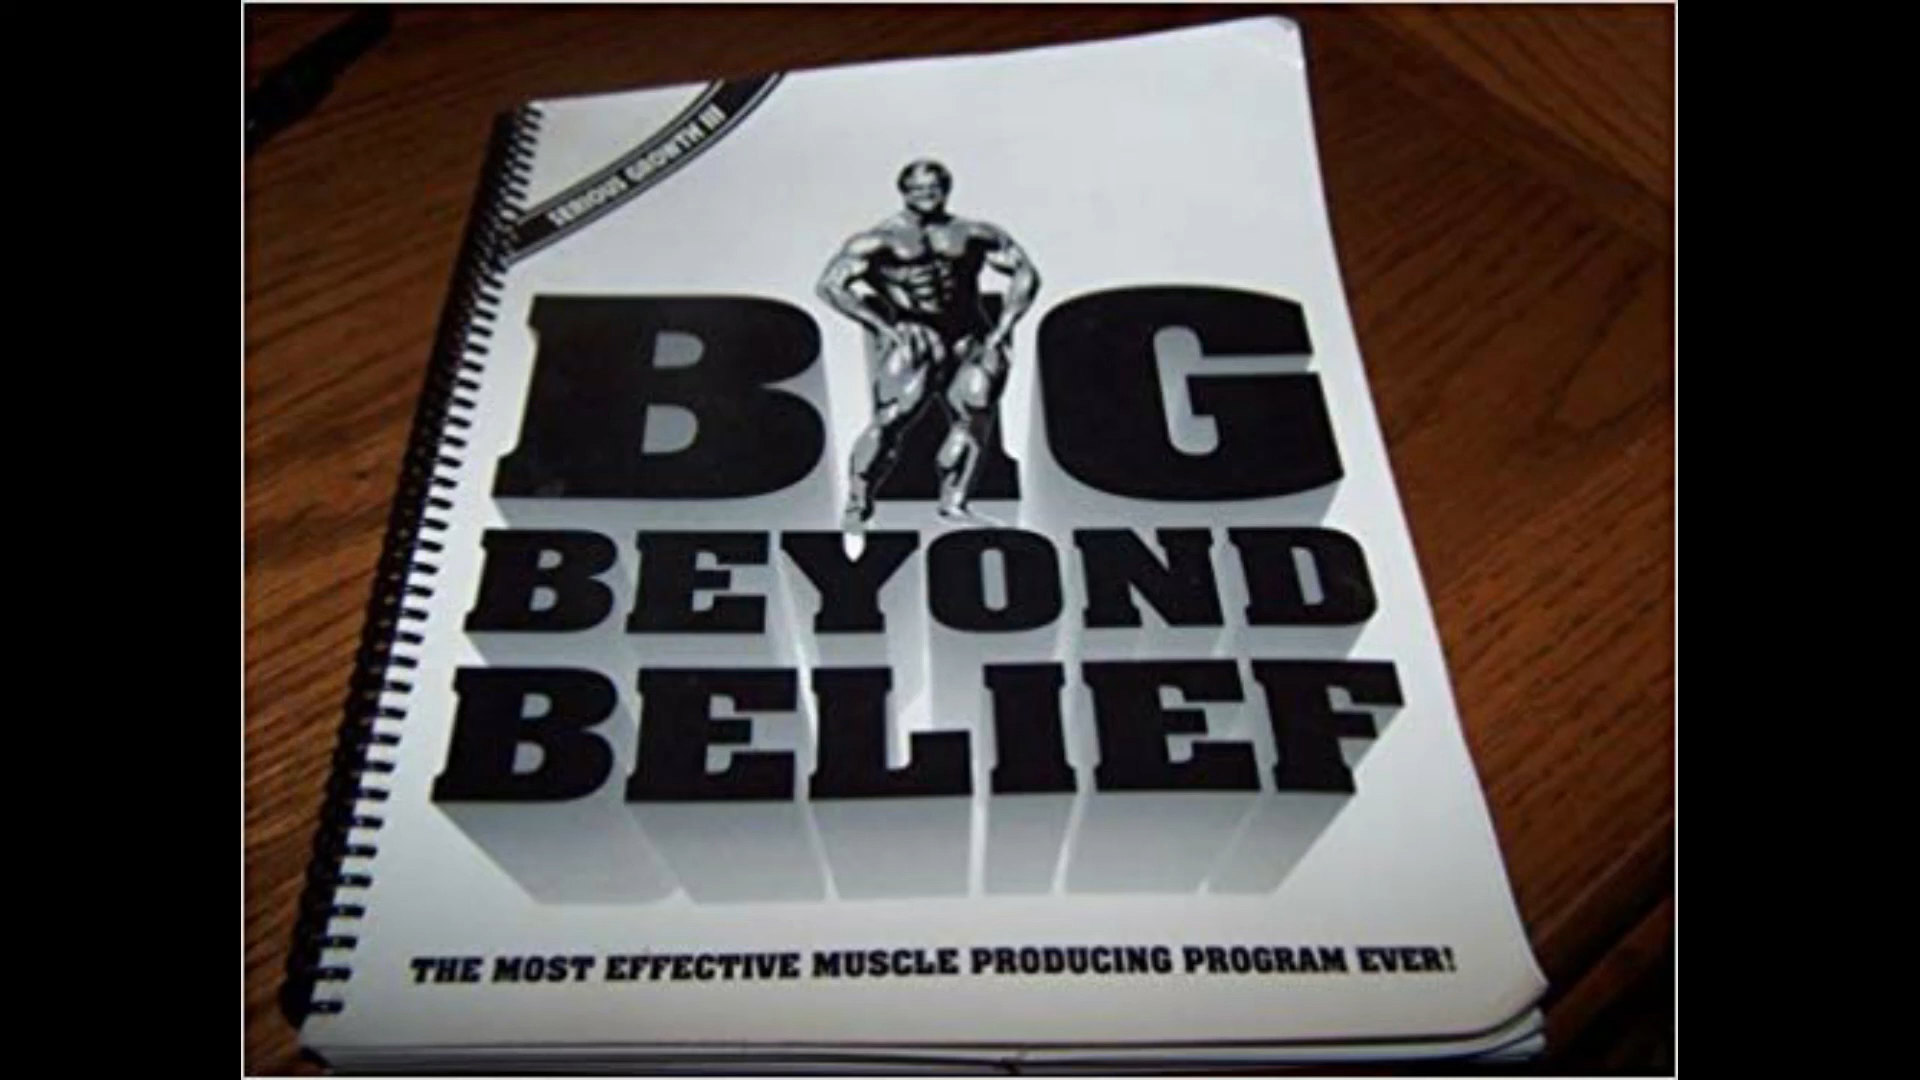 SERIOUS GROWTH III
BIG
BEYOND
BELIEF
THE MOST EFFECTIVE MUSCLE PRODUCING PROGRAM EVER!